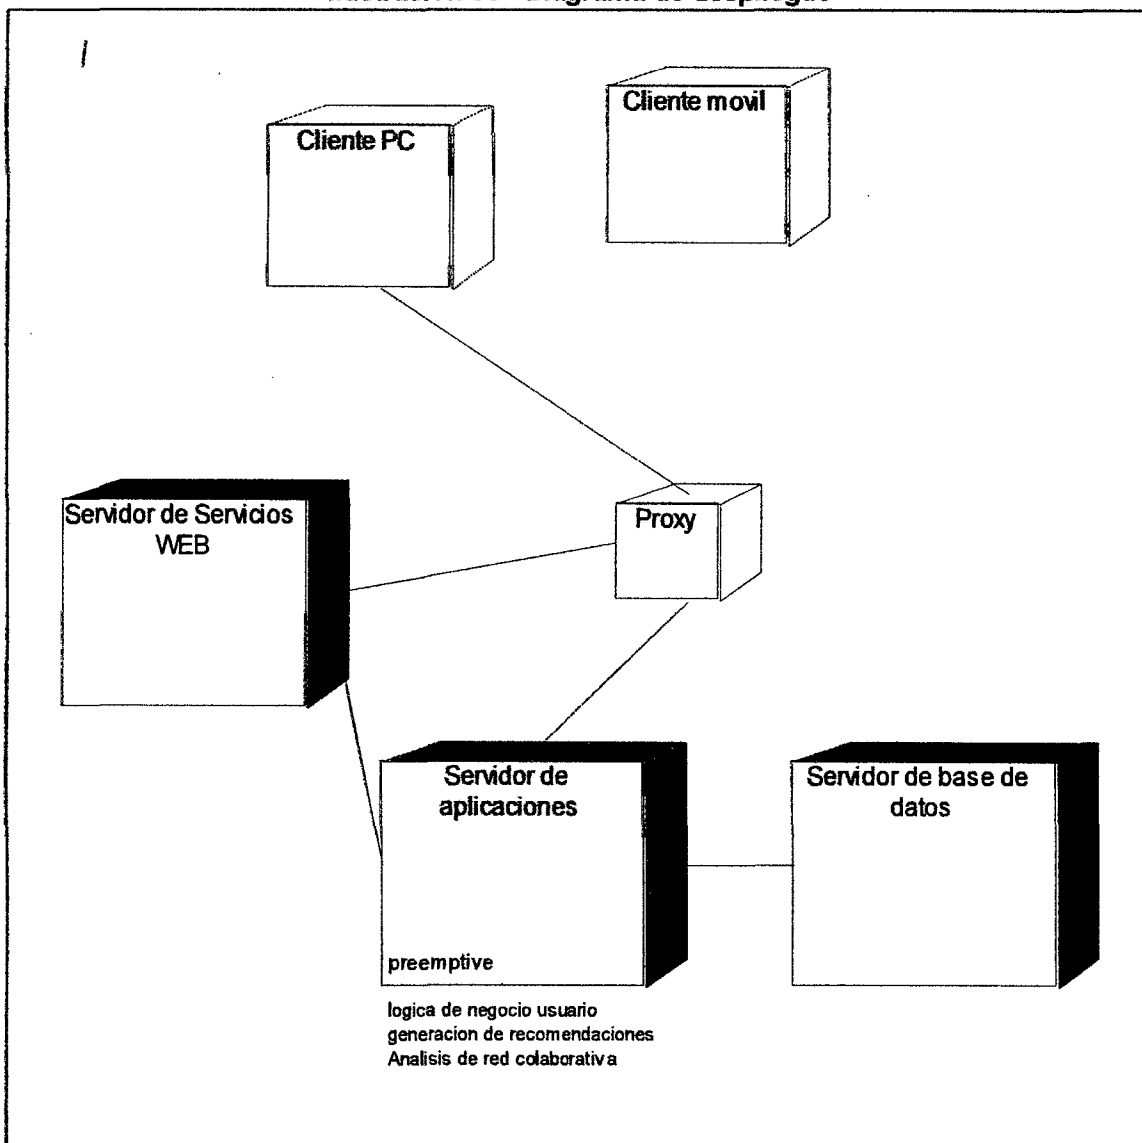 Cliente PC
Cliente movil
Servidor de Servicios
WEB
Proxy
Servidor de
aplicaciones
preemptive
logica de negocio usuario
generacion de recomendaciones
Analisis de red colaborativa
Servidor de base de
datos